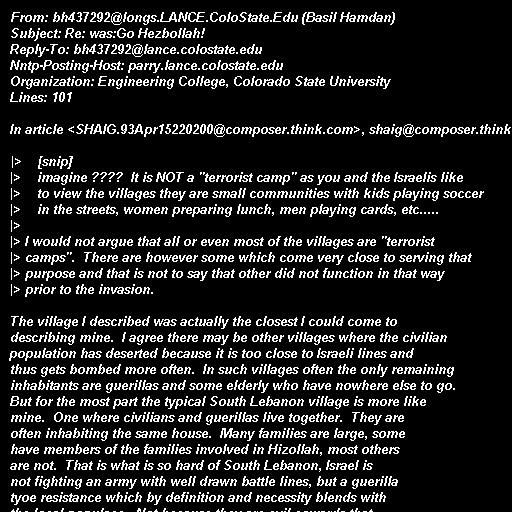 From: bh437292@longs.LANCE.ColoState.Edu (Basil Hamdan)
Subject: Re: was:Go Hezbollah!
Reply-To: bh437292@lance.colostate.edu
Nntp-Posting-Host: parry.lance.colostate.edu
Organization: Engineering College, Colorado State University
Lines: 101

In article <SHAIG.93Apr15220200@composer.think.com>, shaig@composer.think

|>    [snip]
|>    imagine ????  It is NOT a "terrorist camp" as you and the Israelis like
|>    to view the villages they are small communities with kids playing soccer
|>    in the streets, women preparing lunch, men playing cards, etc.....
|>
|> I would not argue that all or even most of the villages are "terrorist
|> camps".  There are however some which come very close to serving that
|> purpose and that is not to say that other did not function in that way
|> prior to the invasion.

The village I described was actually the closest I could come to
describing mine.  I agree there may be other villages where the civilian
population has deserted because it is too close to Israeli lines and
thus gets bombed more often.  In such villages often the only remaining
inhabitants are guerillas and some elderly who have nowhere else to go.
But for the most part the typical South Lebanon village is more like
mine.  One where civilians and guerillas live together.  They are
often inhabiting the same house.  Many families are large, some
have members of the families involved in Hizollah, most others
are not.  That is what is so hard of South Lebanon, Israel is
not fighting an army with well drawn battle lines, but a guerilla
tyoe resistance which by definition and necessity blends with
the local populace.  Not because they are evil cowards that